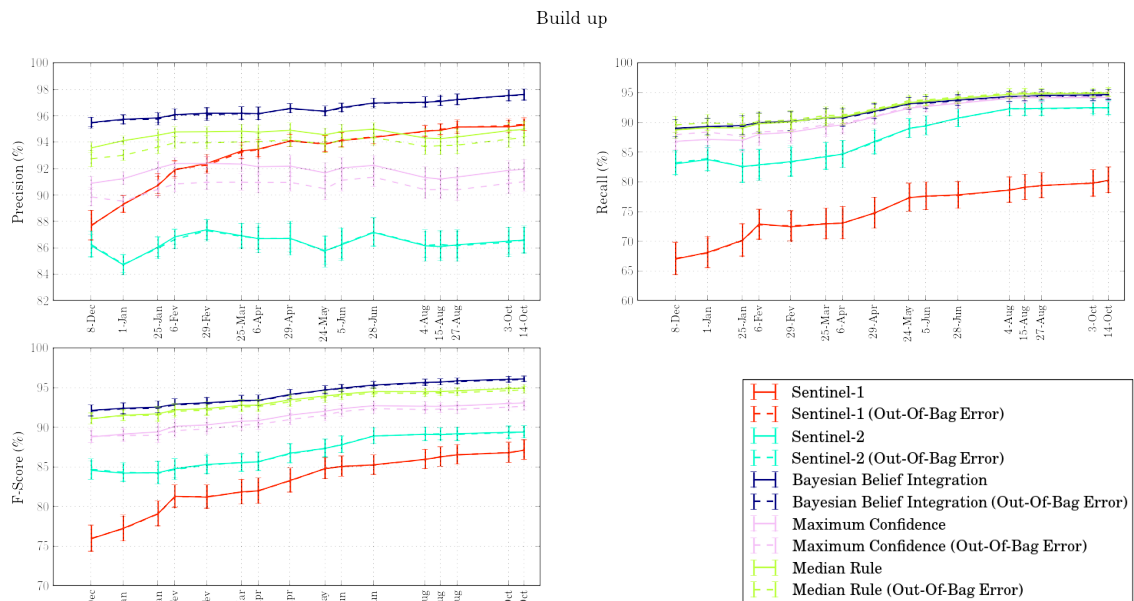 Build up
Precision (%)
100
98
96
94
92
90
88
86
84
82
8-Dec
1-Jan
25-Jan
6-Fev
29-Fev
25-Mar
6-Apr
29-Apr
24-May
5-Jun
28-Jun
4-Aug
15-Aug
27-Aug
3-Oct
14-Oct
Recall (%)
100
95
90
85
80
75
70
65
60
8-Dec
1-Jan
25-Jan
6-Fev
29-Fev
25-Mar
6-Apr
29-Apr
24-May
5-Jun
28-Jun
4-Aug
15-Aug
27-Aug
3-Oct
14-Oct
F-Score (%)
100
95
90
85
80
75
70
Sentinel-1
Sentinel-1 (Out-Of-Bag Error)
Sentinel-2
Sentinel-2 (Out-Of-Bag Error)
Bayesian Belief Integration
Bayesian Belief Integration (Out-Of-Bag Error)
Maximum Confidence
Maximum Confidence (Out-Of-Bag Error)
Median Rule
Median Rule (Out-Of-Bag Error)